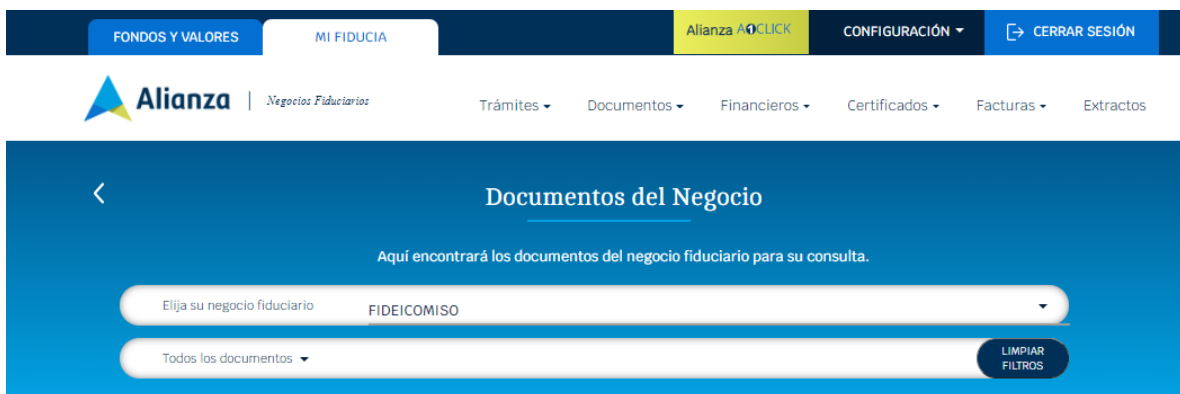 FONDOS Y VALORES
MI FIDUCIA
Alianza A1CLICK
CONFIGURACIÓN
CERRAR SESIÓN
Alianza | Negocios Fiduciarios
Trámites
Documentos
Financieros
Certificados
Facturas
Extractos
Documentos del Negocio
Aquí encontrará los documentos del negocio fiduciario para su consulta.
Elija su negocio fiduciario
FIDEICOMISO
Todos los documentos
LIMPIAR
FILTROS